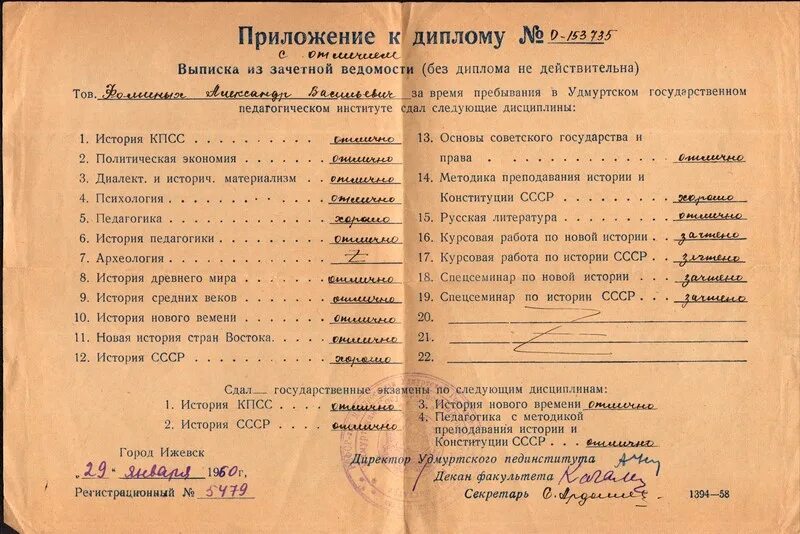 Приложение к диплому № О-153735
с отличием
Выписка из зачетной ведомости (без диплома не действительна)
Тов. Фоминых Александр Васильевич за время пребывания в Удмуртском государственном
педагогическом институте сдал следующие дисциплины:
1. История КПСС . . . . . . . . . . отлично
2. Политическая экономия . . . . . отлично
3. Диалект. и историч. материализм . . отлично
4. Психология . . . . . . . . . . отлично
5. Педагогика . . . . . . . . . . хорошо
6. История педагогики . . . . . . . отлично
7. Археология . . . . . . . . . .
8. История древнего мира . . . . . отлично
9. История средних веков . . . . . отлично
10. История нового вемени . . . . . отлично
11. Новая история стран Востока. . . . отлично
12. История СССР . . . . . . . . . хорошо
13. Основы советского государства и
права . . . . . . . . . . отлично
14. Методика преподавания истории и
Конституции СССР . . . . . . хорошо
15. Русская литература . . . . . . отлично
16. Курсовая работа по новой истории . . . зачтено
17. Курсовая работа по истории СССР . . . зачтено
18. Спецсеминар по новой истории . . . зачтено
19. Спецсеминар по истории СССР . . . . зачтено
20.
21.
22.
Сдал государственные экзамены по следующим дисциплинам:
1. История КПСС . . . . отлично
2. История СССР . . . . отлично
3. История нового времени отлично
4. Педагогика с методикой
преподавания истории и
Конституции СССР . . . отлично
Город Ижевск
„29" января 1960г,
Регистрационный № 5479
Директор Удмуртского пединститута
Декан факультета
Секретарь
1394—58